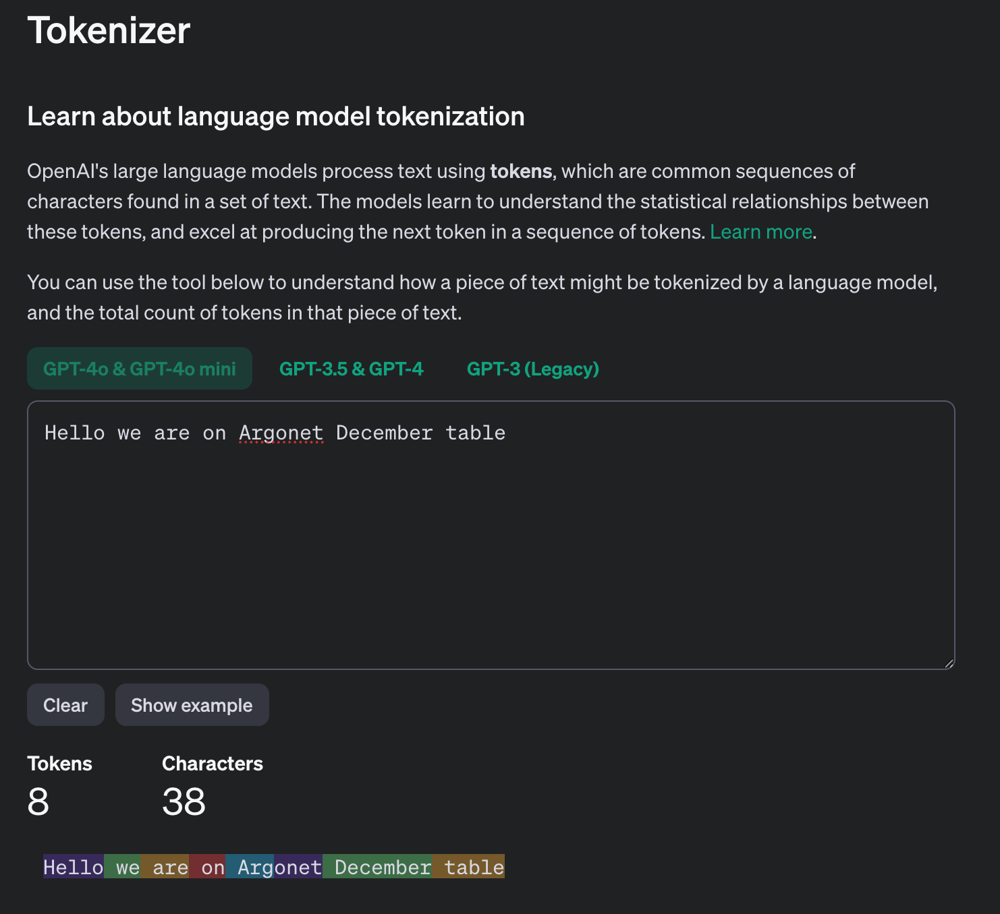 Tokenizer
Learn about language model tokenization
OpenAI's large language models process text using tokens, which are common sequences of
characters found in a set of text. The models learn to understand the statistical relationships between
these tokens, and excel at producing the next token in a sequence of tokens. Learn more.
You can use the tool below to understand how a piece of text might be tokenized by a language model,
and the total count of tokens in that piece of text.
GPT-4o & GPT-4o mini GPT-3.5 & GPT-4 GPT-3 (Legacy)
Hello we are on Argonet December table
Clear Show example
Tokens Characters
8 38
Hello we are on Argonet December table